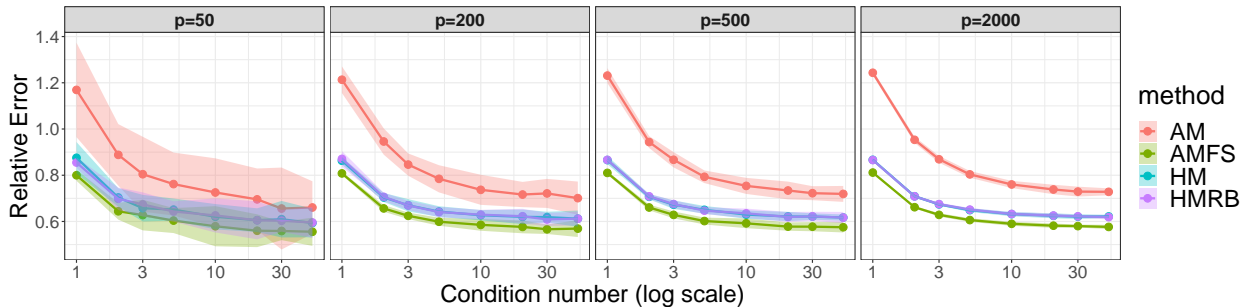 p=50 p=200 p=500 p=2000
1.4
1.2
1.0
0.8
0.6
Relative Error
1 3 10 30 1 3 10 30 1 3 10 30 1 3 10 30
Condition number (log scale)
method
AM
AMFS
HM
HMRB